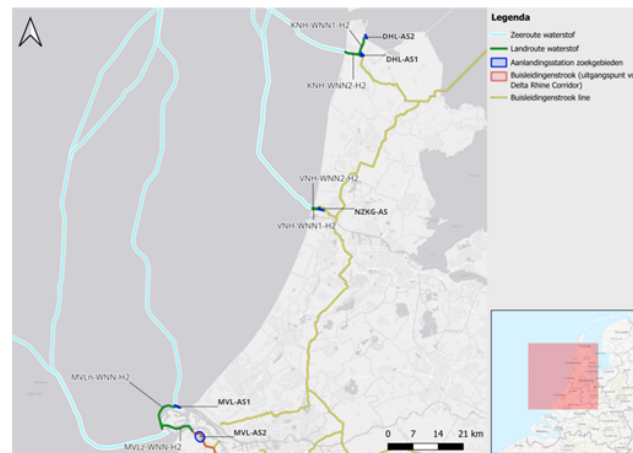 KNH-WNN1-H2
DHL-AS2
DHL-AS1
KNH-WNN2-H2
VNH-WNN2-H2
NZKG-AS
VNH-WNN1-H2
MVLn-WNN-H2
MVL-AS1
MVL-AS2
MVLz-WNN-H2
0 7 14 21 km
Legenda
Zeeroute waterstof
Landroute waterstof
Aanlandingsstation zoekgebieden
Buisleidingenstrook (uitgangspunt v
Delta Rhine Corridor)
Buisleidingenstrook line